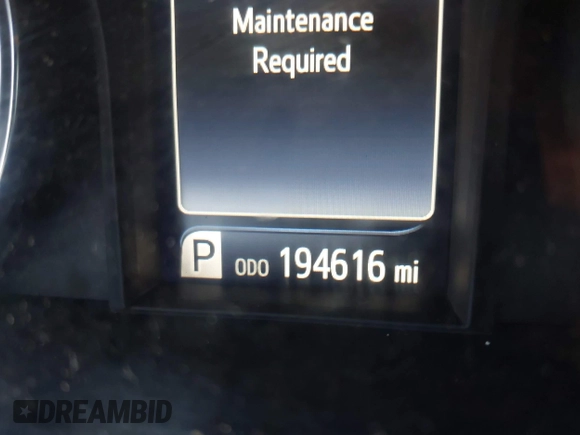 Maintenance
Required
P ODO 194616 mi
DREAMBID